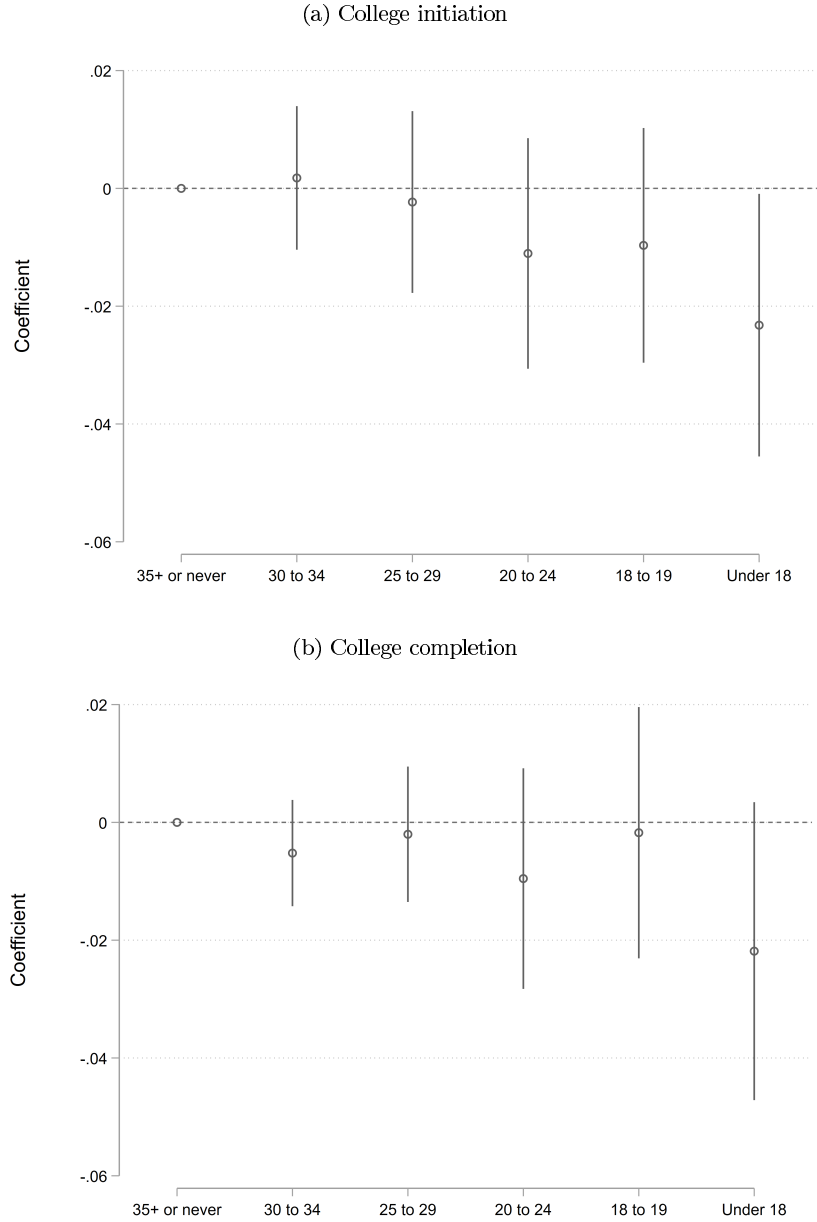 (a) College initiation
.02
0
-.02
-.04
-.06
Coefficient
35+ or never 30 to 34 25 to 29 20 to 24 18 to 19 Under 18
(b) College completion
.02
0
-.02
-.04
-.06
Coefficient
35+ or never 30 to 34 25 to 29 20 to 24 18 to 19 Under 18